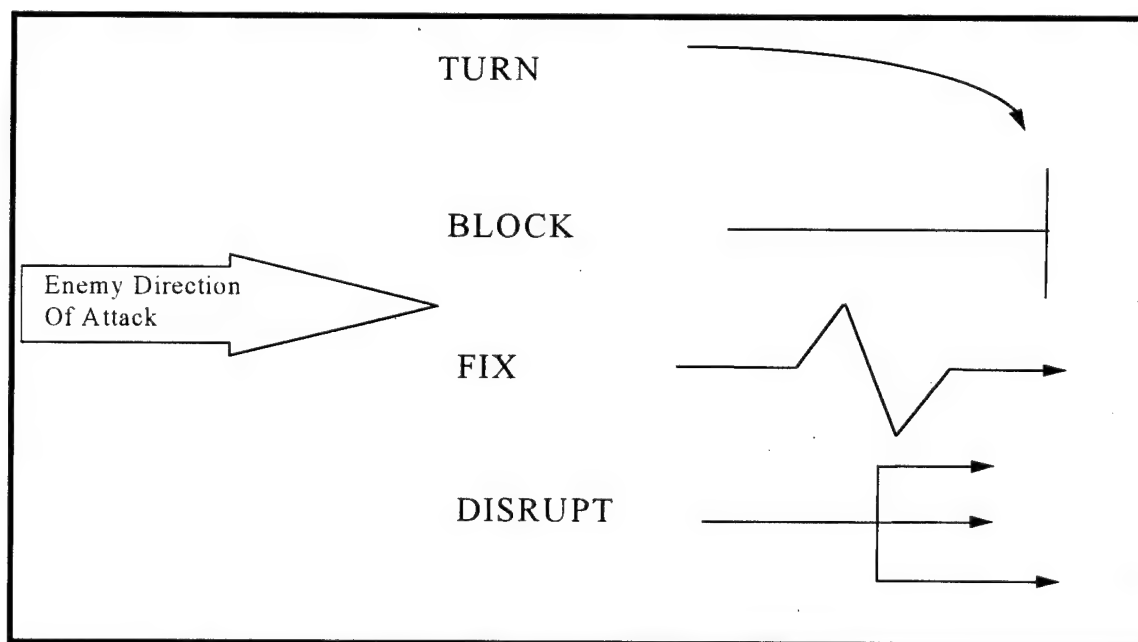 TURN
BLOCK
Enemy Direction
Of Attack
FIX
DISRUPT